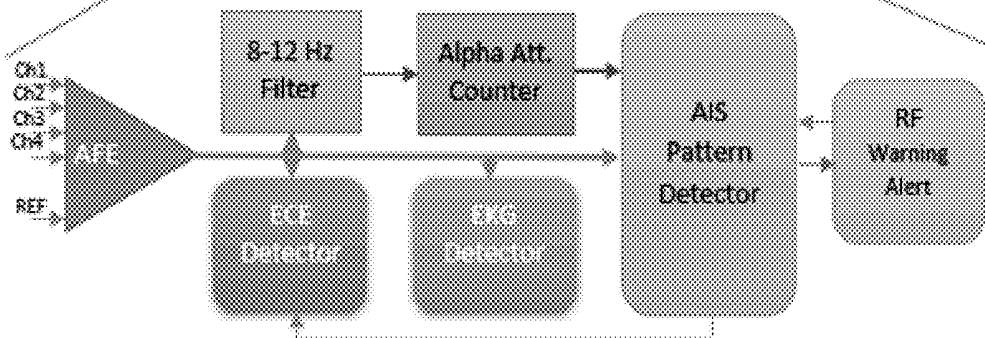 8-12 Hz
Filter
Alpha Att.
Counter
Ch1
Ch2
Ch3
Ch4
AFE
REF
AIS
Pattern
Detector
RF
Warning
Alert
ECE
Detector
EKG
Detector